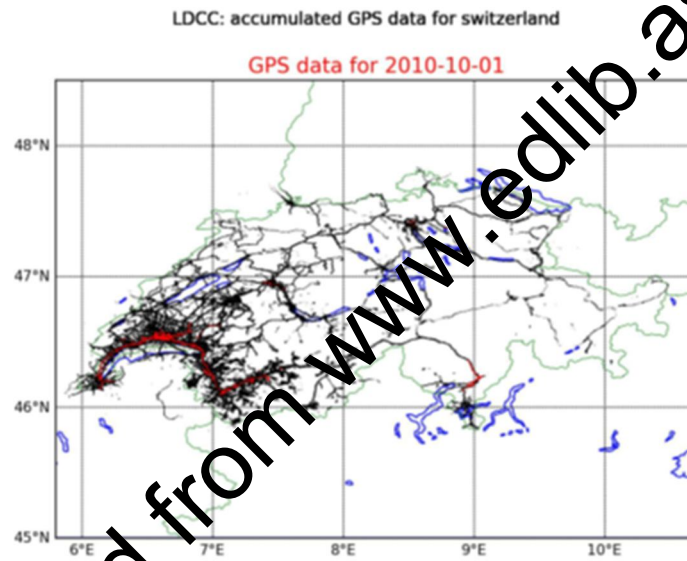 LDCC: accumulated GPS data for switzerland
GPS data for 2010-10-01
48°N
47°N
46°N
45°N
6°E
7°E
8°E
9°E
10°E
from www.edlib.a